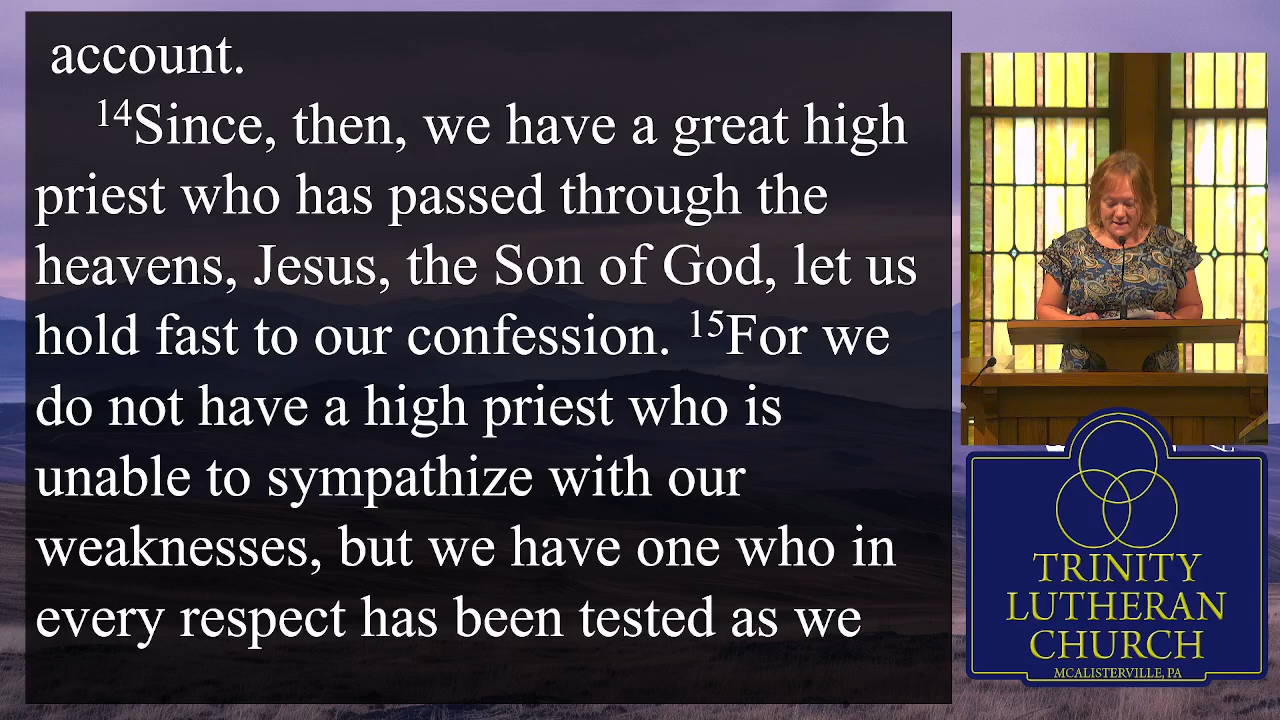 account.
14Since, then, we have a great high
priest who has passed through the
heavens, Jesus, the Son of God, let us
hold fast to our confession. 15For we
do not have a high priest who is
unable to sympathize with our
weaknesses, but we have one who in
every respect has been tested as we
TRINITY
LUTHERAN
CHURCH
MCALISTERVILLE, PA